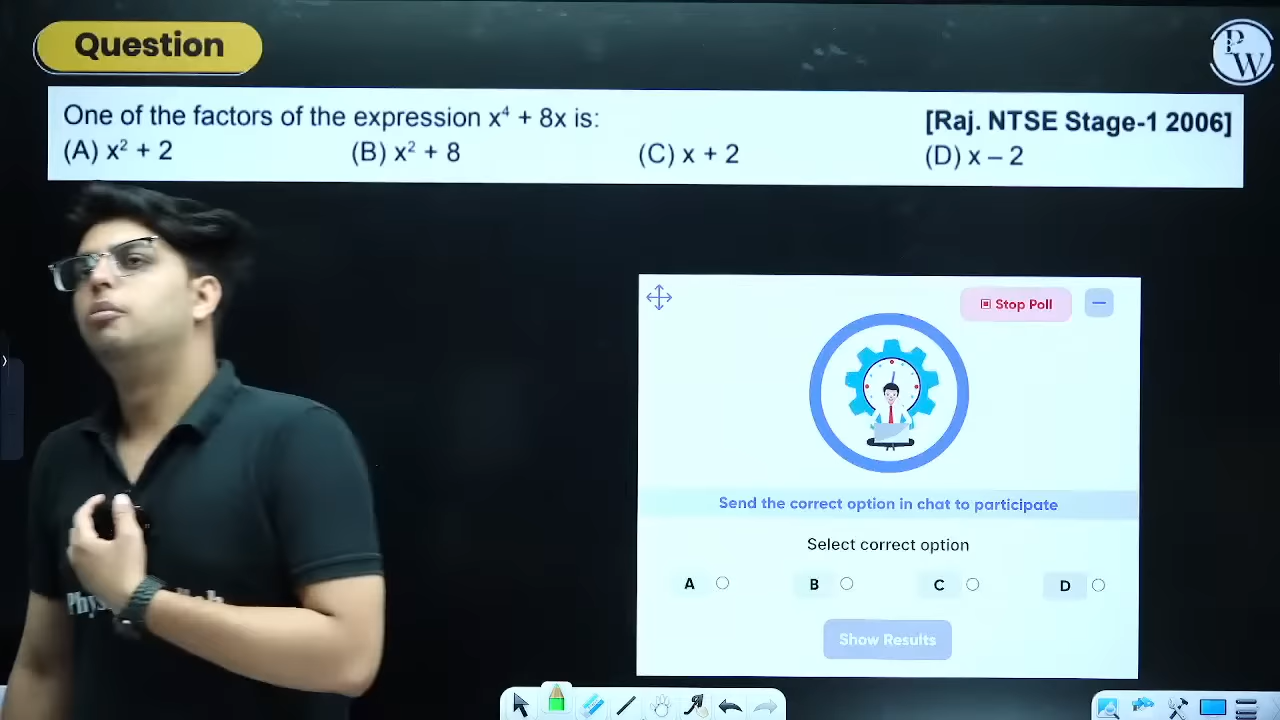 Question
PW
One of the factors of the expression x⁴ + 8x is: [Raj. NTSE Stage-1 2006]
(A) x² + 2 (B) x² + 8 (C) x + 2 (D) x – 2
Stop Poll
Send the correct option in chat to participate
Select correct option
A B C D
Show Results